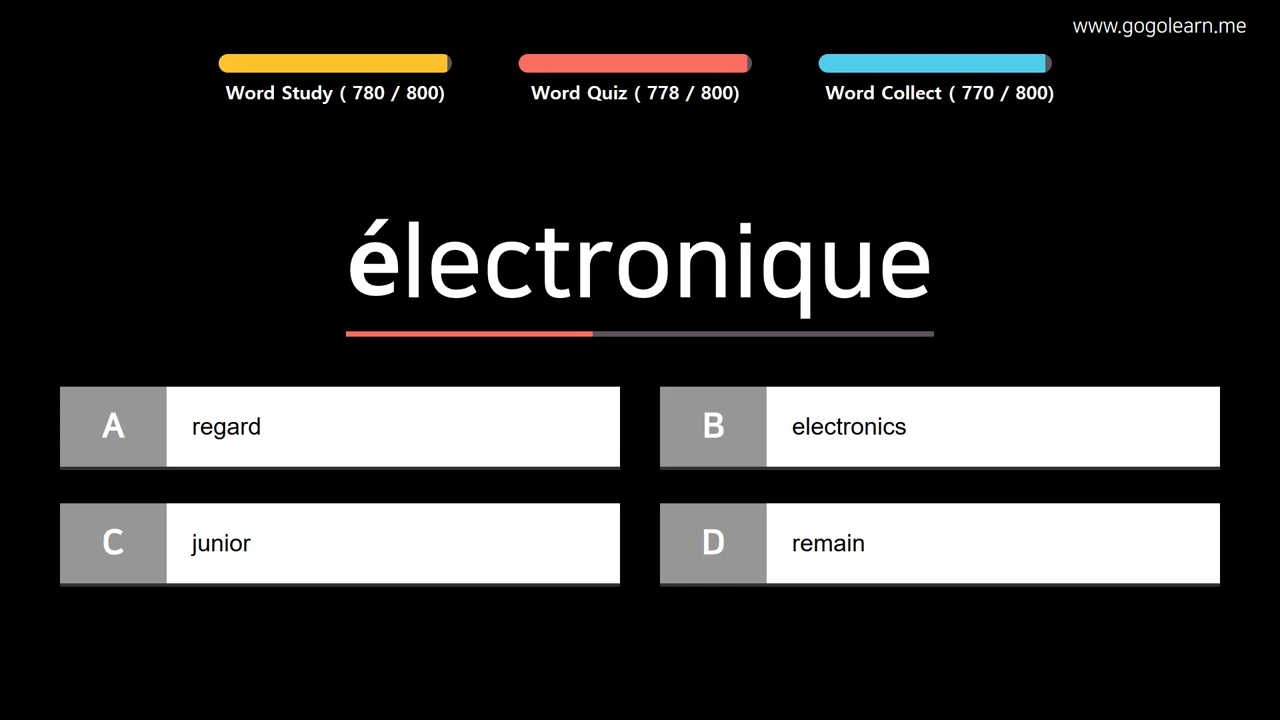 www.gogolearn.me
Word Study ( 780 / 800)
Word Quiz ( 778 / 800)
Word Collect ( 770 / 800)
électronique
A regard
B electronics
C junior
D remain